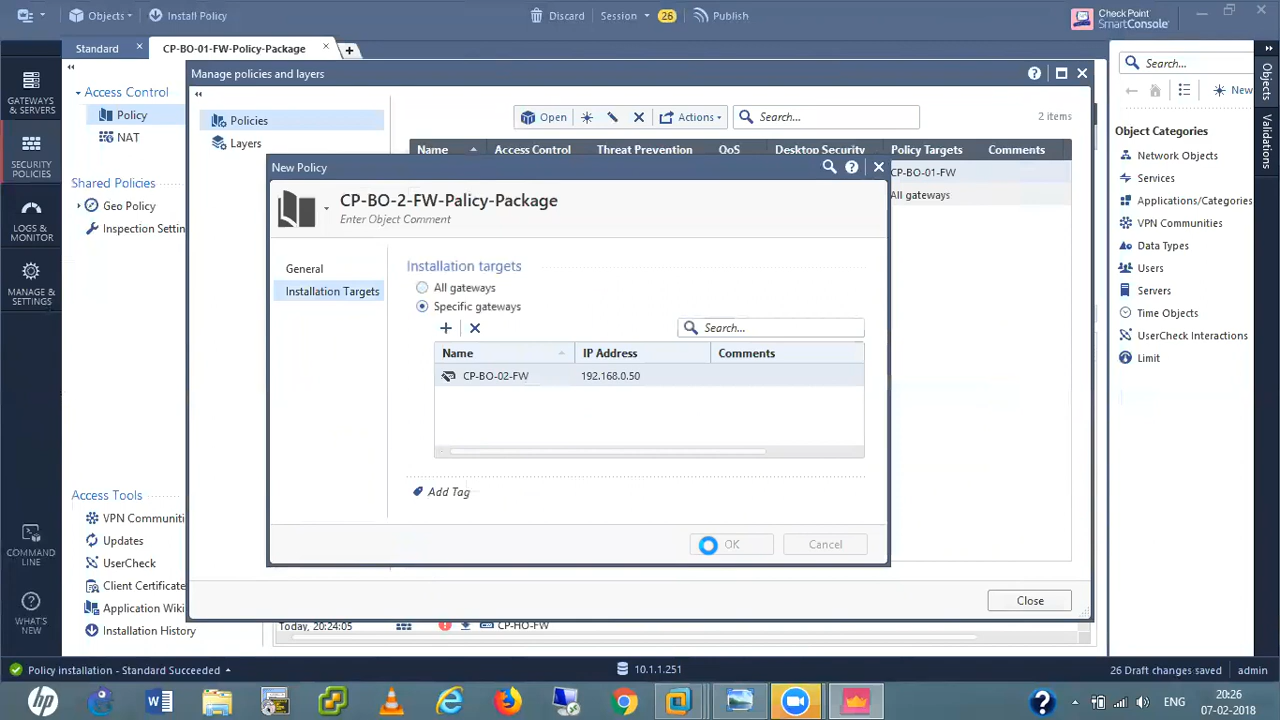 Objects
Install Policy
Discard
Session
26
Publish
Check Point
SmartConsole
Standard
CP-BO-01-FW-Policy-Package
Search...
New
GATEWAYS
& SERVERS
SECURITY
POLICIES
LOGS &
MONITOR
MANAGE &
SETTINGS
COMMAND
LINE
WHAT'S
NEW
Access Control
Policy
NAT
Shared Policies
Geo Policy
Inspection Settin
Access Tools
VPN Communiti
Updates
UserCheck
Client Certificate
Application Wiki
Installation History
Manage policies and layers
Policies
Layers
Open
Actions
Search...
2 items
Name
Access Control
Threat Prevention
QoS
Desktop Security
Policy Targets
Comments
CP-BO-01-FW
All gateways
New Policy
CP-BO-2-FW-Palicy-Package
Enter Object Comment
General
Installation Targets
Installation targets
All gateways
Specific gateways
Search...
Name
IP Address
Comments
CP-BO-02-FW
192.168.0.50
Add Tag
OK
Cancel
Close
Today, 20:24:05
CP-HO-FW
Object Categories
Network Objects
Services
Applications/Categories
VPN Communities
Data Types
Users
Servers
Time Objects
UserCheck Interactions
Limit
Objects
Validations
Policy installation - Standard Succeeded
10.1.1.251
26 Draft changes saved
admin
ENG
20:26
07-02-2018